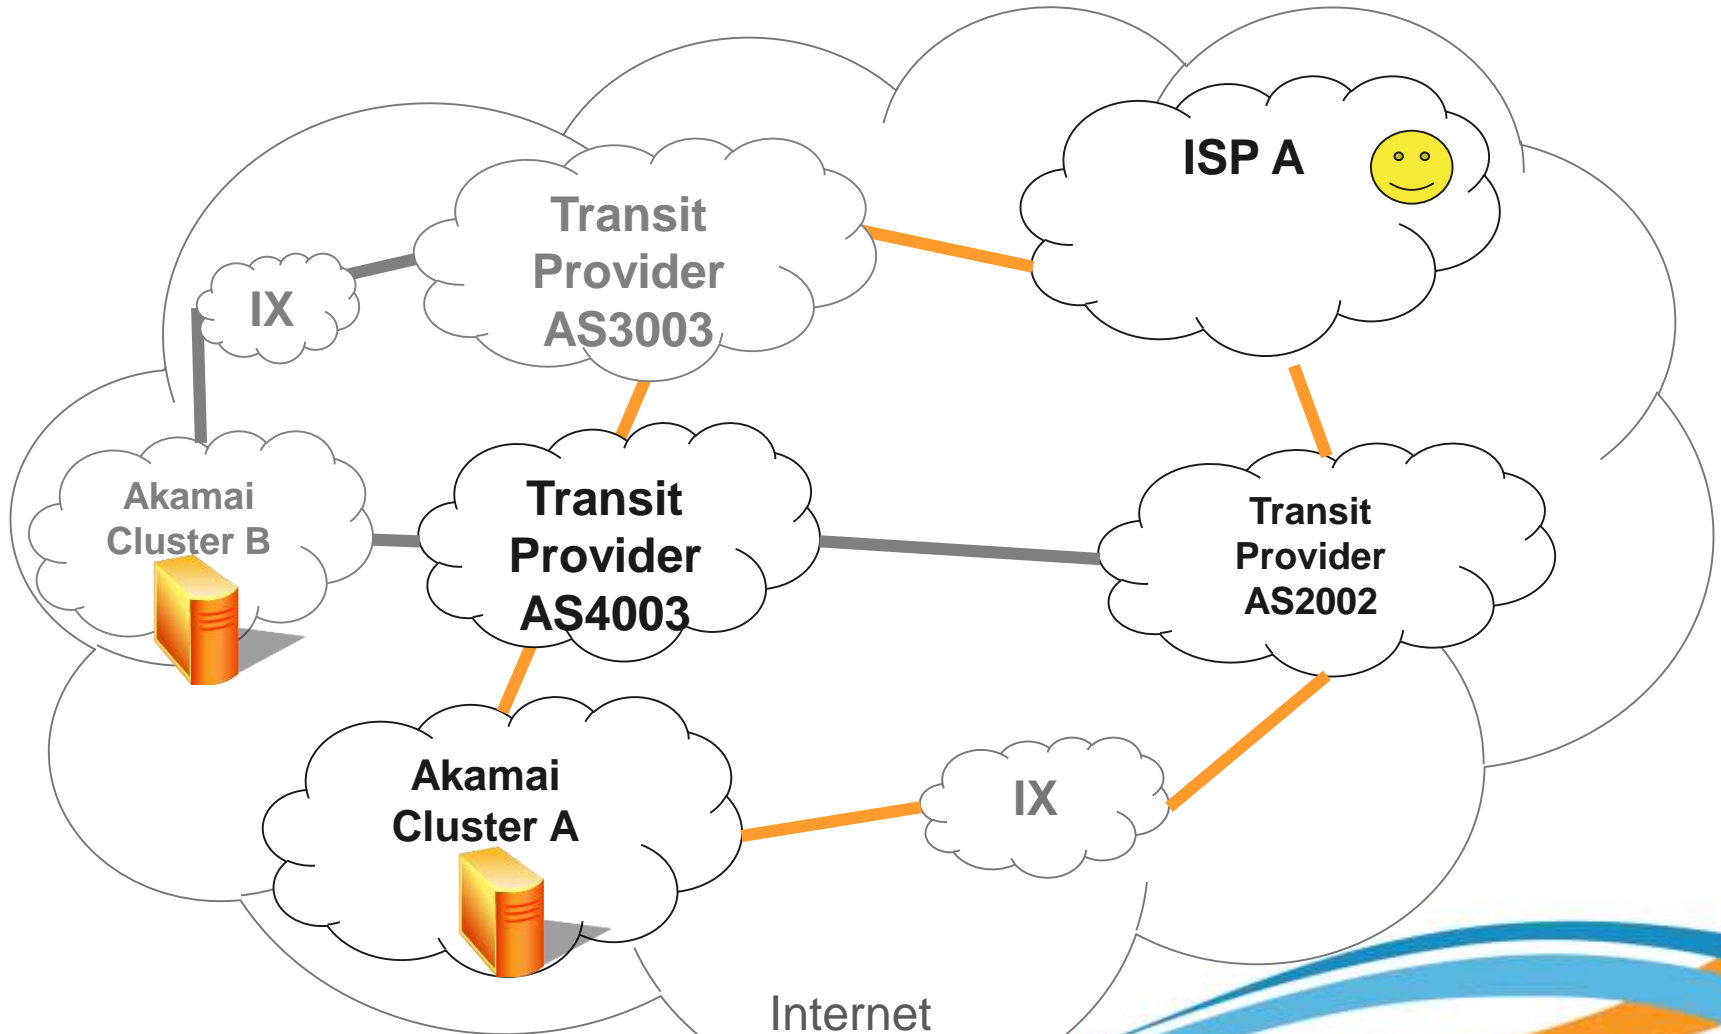 ISP A
Transit
Provider
AS3003
IX
Akamai
Cluster B
Transit
Provider
AS4003
Transit
Provider
AS2002
Akamai
Cluster A
IX
Internet